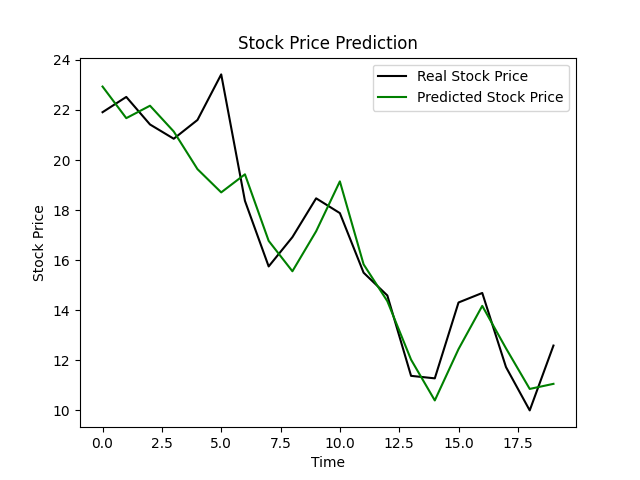 Stock Price Prediction
Real Stock Price
Predicted Stock Price
Stock Price
24
22
20
18
16
14
12
10
0.0 2.5 5.0 7.5 10.0 12.5 15.0 17.5
Time